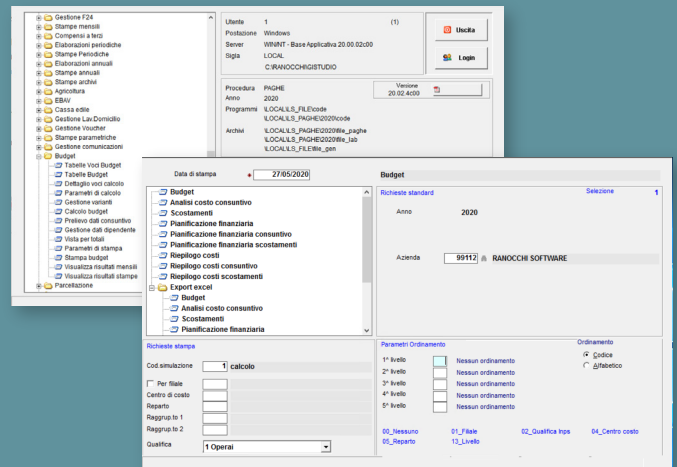 Gestione F24
Stampe mensili
Compensi a terzi
Elaborazioni periodiche
Stampe Periodiche
Elaborazioni annuali
Stampe annuali
Stampe archivi
Agricoltura
EBAV
Cassa edile
Gestione Lav.Domicilio
Gestione Voucher
Stampe parametriche
Gestione comunicazioni
Budget
Tabelle Voci Budget
Tabelle Budget
Dettaglio voci calcolo
Parametri di calcolo
Gestione varianti
Calcolo budget
Prelievo dati consuntivo
Gestione dati dipendente
Vista per totali
Parametri di stampa
Stampa budget
Visualizza risultati mensili
Visualizza risultati stampe
Parcellazione
Utente 1 (1)
Postazione Windows
Server WIN/NT - Base Applicativa 20.00.02c00
Sigla LOCAL
C:\RANOCCHI\GISTUDIO
Uscita
Login
Procedura PAGHE
Anno 2020
Programmi \LOCAL\LS_FILE\code
\LOCAL\LS_PAGHE\2020\code
Archivi \LOCAL\LS_PAGHE\2020\file_paghe
\LOCAL\LS_PAGHE\2020\file_lab
\LOCAL\LS_FILE\file_gen
Versione
20.02.4c00
Data di stampa 27/05/2020
Budget
Budget
Analisi costo consuntivo
Scostamenti
Pianificazione finanziaria
Pianificazione finanziaria consuntivo
Pianificazione finanziaria scostamenti
Riepilogo costi
Riepilogo costi consuntivo
Riepilogo costi scostamenti
Export excel
Budget
Analisi costo consuntivo
Scostamenti
Pianificazione finanziaria
Richieste standard Selezione 1
Anno 2020
Azienda 99112 RANOCCHI SOFTWARE
Richieste stampa
Cod.simulazione 1 calcolo
Per filiale
Centro di costo
Reparto
Raggrup.to 1
Raggrup.to 2
Qualifica 1 Operai
Parametri Ordinamento
1^ livello Nessun ordinamento
2^ livello Nessun ordinamento
3^ livello Nessun ordinamento
4^ livello Nessun ordinamento
5^ livello Nessun ordinamento
Ordinamento
Codice
Alfabetico
00_Nessuno 01_Filiale 02_Qualifica Inps 04_Centro costo
05_Reparto 13_Livello